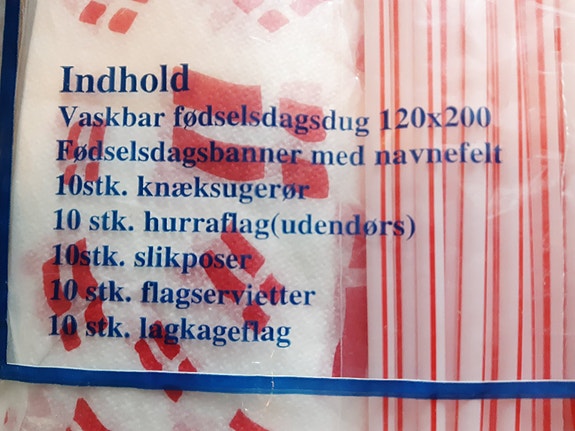 Indhold
Vaskbar fødselsdagsdug 120x200
Fødselsdagsbanner med navnefelt
10stk. knæksugerør
10 stk. hurraflag(udendørs)
10stk. slikposer
10 stk. flagservietter
10 stk. lagkageflag